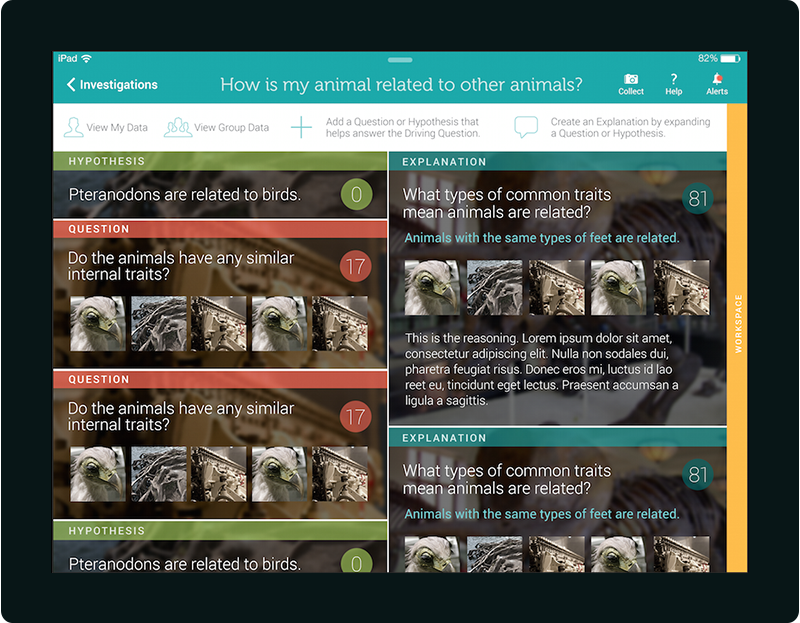 iPad
82%
Investigations
How is my animal related to other animals?
Collect
Help
Alerts
View My Data
View Group Data
Add a Question or Hypothesis that
helps answer the Driving Question.
Create an Explanation by expanding
a Question or Hypothesis.
HYPOTHESIS
Pteranodons are related to birds.
0
QUESTION
Do the animals have any similar
internal traits?
17
QUESTION
Do the animals have any similar
internal traits?
17
HYPOTHESIS
Pteranodons are related to birds.
0
EXPLANATION
What types of common traits
mean animals are related?
81
Animals with the same types of feet are related.
This is the reasoning. Lorem ipsum dolor sit amet,
consectetur adipiscing elit. Nulla non sodales dui,
pharetra feugiat risus. Donec eros mi, luctus id lao
reet eu, tincidunt eget lectus. Praesent accumsan a
ligula a sagittis.
EXPLANATION
What types of common traits
mean animals are related?
81
Animals with the same types of feet are related.
WORKSPACE